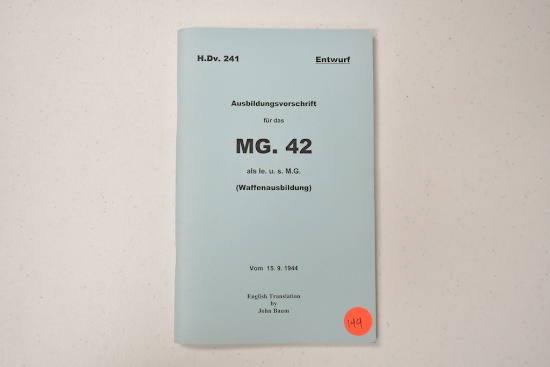 H.Dv. 241 Entwurf
Ausbildungsvorschrift
für das
MG. 42
als le. u. s. M.G.
(Waffenausbildung)
Vom 15. 9. 1944
English Translation
by
John Baum
149